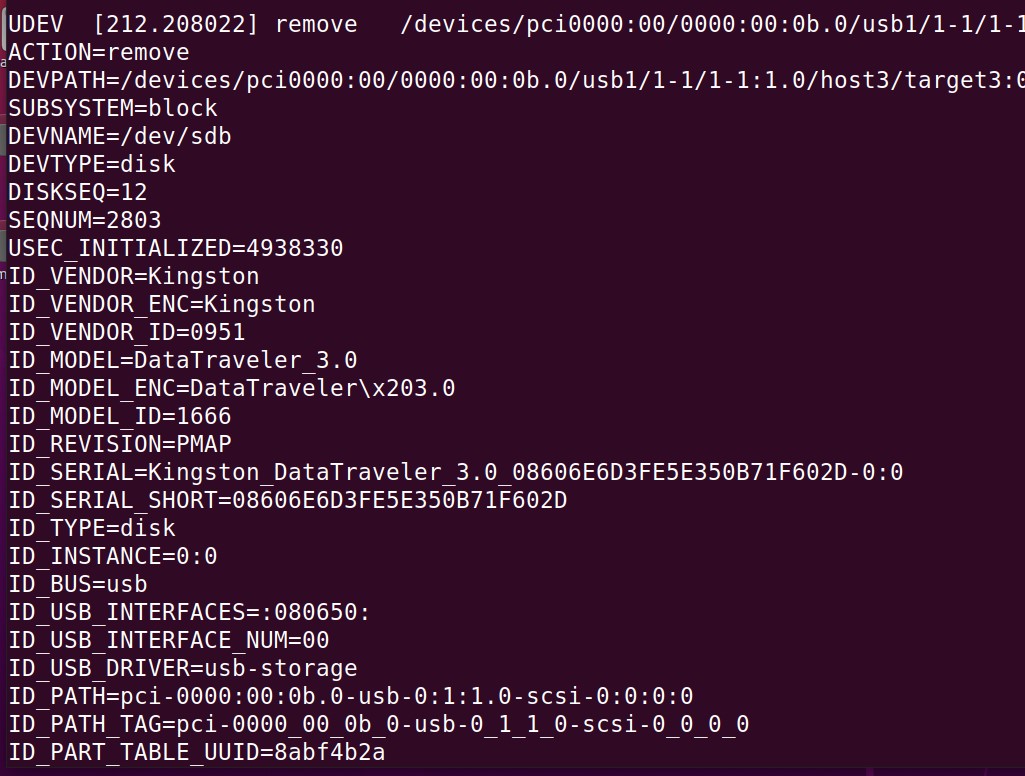 UDEV  [212.208022] remove   /devices/pci0000:00/0000:00:0b.0/usb1/1-1/1-1
ACTION=remove
DEVPATH=/devices/pci0000:00/0000:00:0b.0/usb1/1-1/1-1:1.0/host3/target3:0
SUBSYSTEM=block
DEVNAME=/dev/sdb
DEVTYPE=disk
DISKSEQ=12
SEQNUM=2803
USEC_INITIALIZED=4938330
ID_VENDOR=Kingston
ID_VENDOR_ENC=Kingston
ID_VENDOR_ID=0951
ID_MODEL=DataTraveler_3.0
ID_MODEL_ENC=DataTraveler\x203.0
ID_MODEL_ID=1666
ID_REVISION=PMAP
ID_SERIAL=Kingston_DataTraveler_3.0_08606E6D3FE5E350B71F602D-0:0
ID_SERIAL_SHORT=08606E6D3FE5E350B71F602D
ID_TYPE=disk
ID_INSTANCE=0:0
ID_BUS=usb
ID_USB_INTERFACES=:080650:
ID_USB_INTERFACE_NUM=00
ID_USB_DRIVER=usb-storage
ID_PATH=pci-0000:00:0b.0-usb-0:1:1.0-scsi-0:0:0:0
ID_PATH_TAG=pci-0000_00_0b_0-usb-0_1_1_0-scsi-0_0_0_0
ID_PART_TABLE_UUID=8abf4b2a